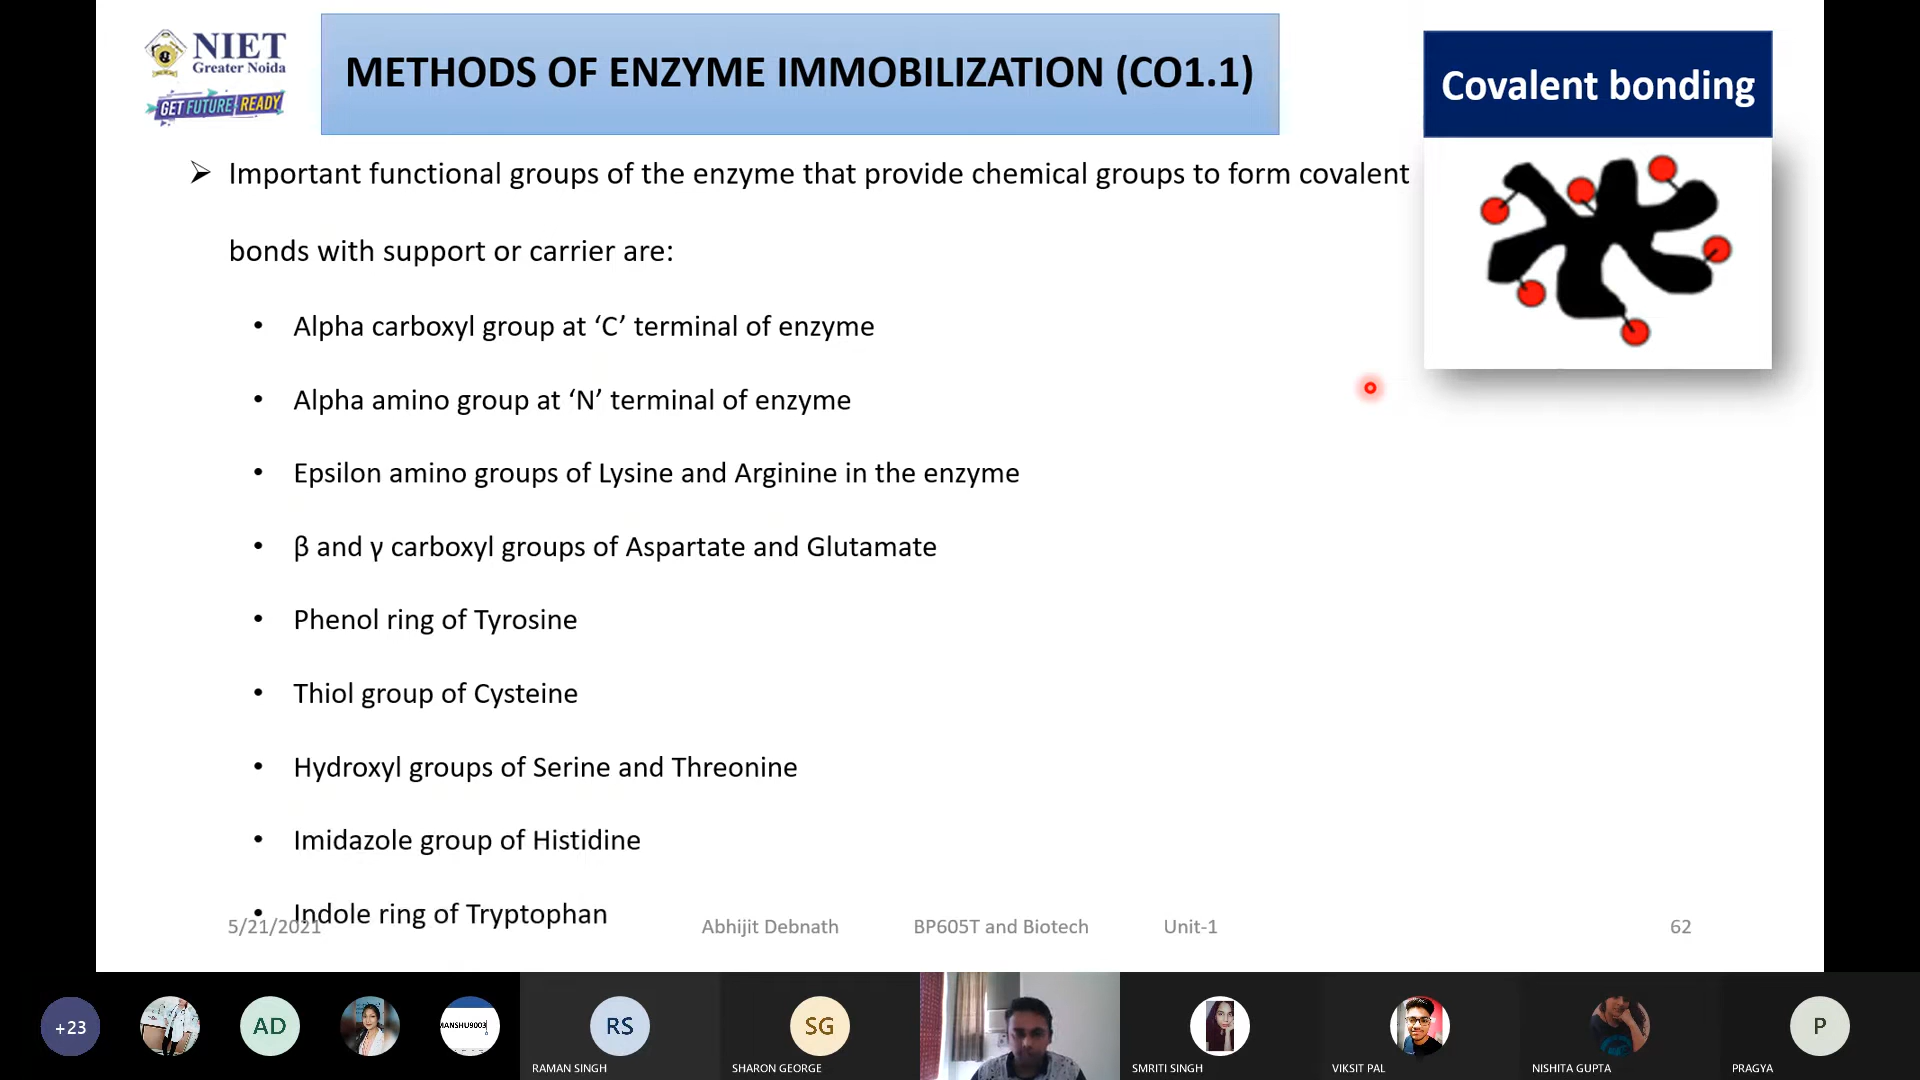 NIET
Greater Noida
GET FUTURE READY
METHODS OF ENZYME IMMOBILIZATION (CO1.1)
Covalent bonding
➢ Important functional groups of the enzyme that provide chemical groups to form covalent
bonds with support or carrier are:
• Alpha carboxyl group at ‘C’ terminal of enzyme
• Alpha amino group at ‘N’ terminal of enzyme
• Epsilon amino groups of Lysine and Arginine in the enzyme
• β and γ carboxyl groups of Aspartate and Glutamate
• Phenol ring of Tyrosine
• Thiol group of Cysteine
• Hydroxyl groups of Serine and Threonine
• Imidazole group of Histidine
• Indole ring of Tryptophan
5/21/2021 Abhijit Debnath BP605T and Biotech Unit-1 62
+23 AD MANSHU9003 RS SG P
RAMAN SINGH SHARON GEORGE SMRITI SINGH VIKSIT PAL NISHITA GUPTA PRAGYA